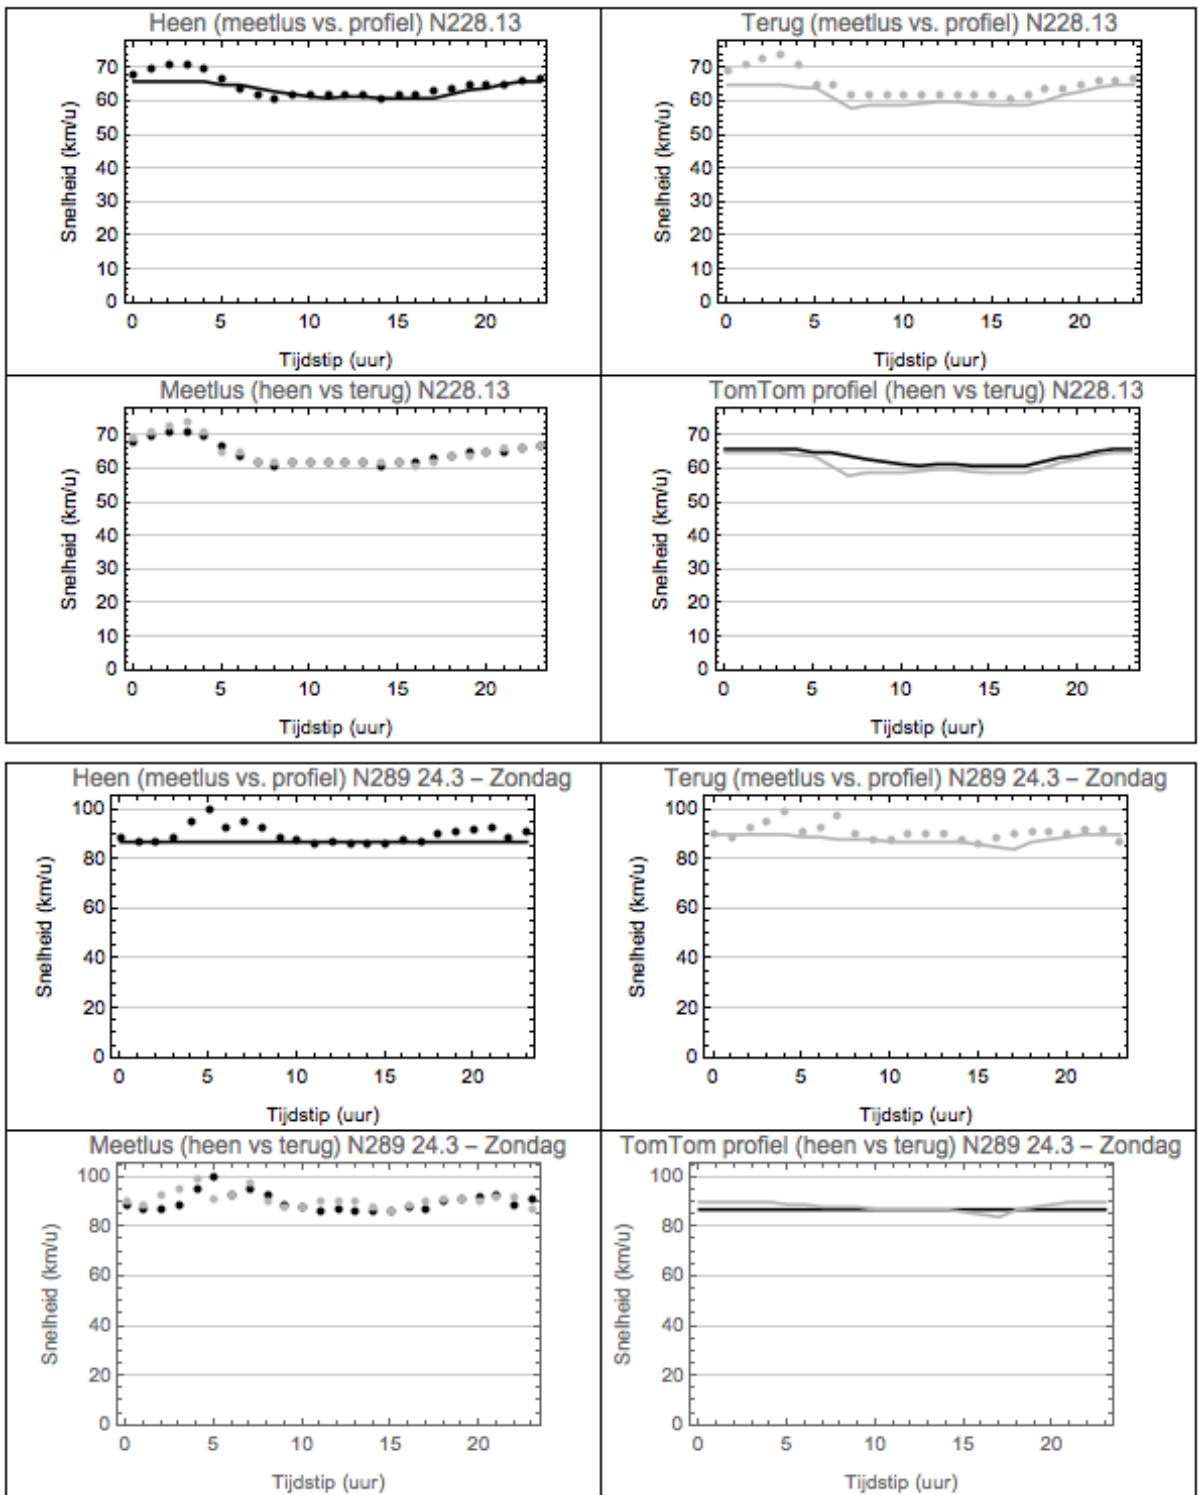 Heen (meetlus vs. profiel) N228.13
70
60
50
40
30
20
10
0
Snelheid (km/u)
0 5 10 15 20
Tijdstip (uur)
Terug (meetlus vs. profiel) N228.13
70
60
50
40
30
20
10
0
Snelheid (km/u)
0 5 10 15 20
Tijdstip (uur)
Meetlus (heen vs terug) N228.13
70
60
50
40
30
20
10
0
Snelheid (km/u)
0 5 10 15 20
Tijdstip (uur)
TomTom profiel (heen vs terug) N228.13
70
60
50
40
30
20
10
0
Snelheid (km/u)
0 5 10 15 20
Tijdstip (uur)
Heen (meetlus vs. profiel) N289 24.3 – Zondag
100
80
60
40
20
0
Snelheid (km/u)
0 5 10 15 20
Tijdstip (uur)
Terug (meetlus vs. profiel) N289 24.3 – Zondag
100
80
60
40
20
0
Snelheid (km/u)
0 5 10 15 20
Tijdstip (uur)
Meetlus (heen vs terug) N289 24.3 – Zondag
100
80
60
40
20
0
Snelheid (km/u)
0 5 10 15 20
Tijdstip (uur)
TomTom profiel (heen vs terug) N289 24.3 – Zondag
100
80
60
40
20
0
Snelheid (km/u)
0 5 10 15 20
Tijdstip (uur)